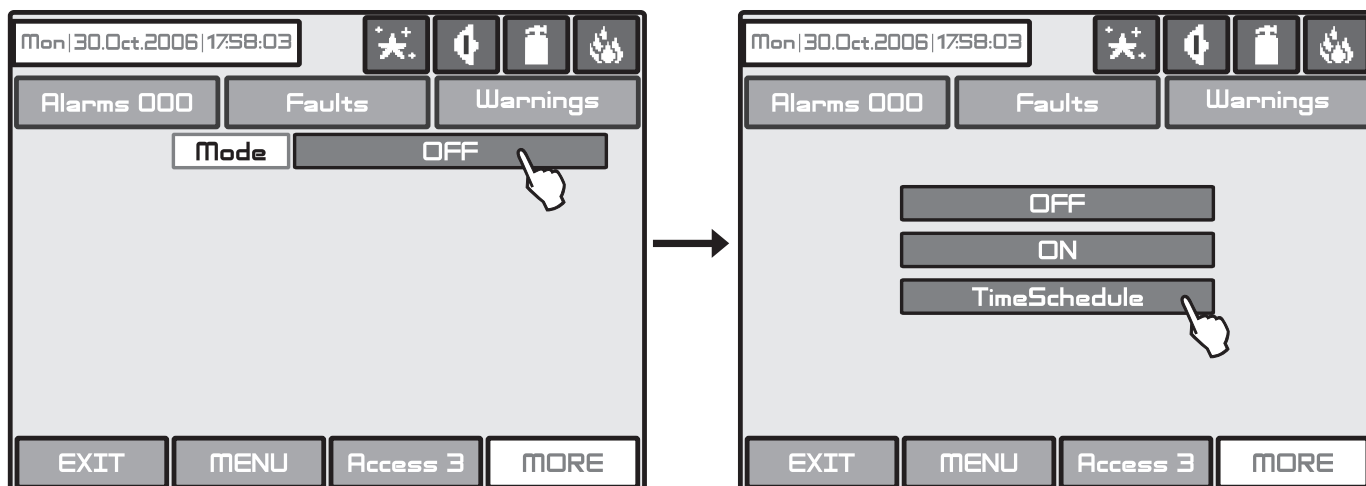 Mon|30.Oct.2006|17:58:03
Alarms 000 Faults Warnings
Mode OFF
EXIT MENU Access 3 MORE
Mon|30.Oct.2006|17:58:03
Alarms 000 Faults Warnings
OFF
ON
TimeSchedule
EXIT MENU Access 3 MORE